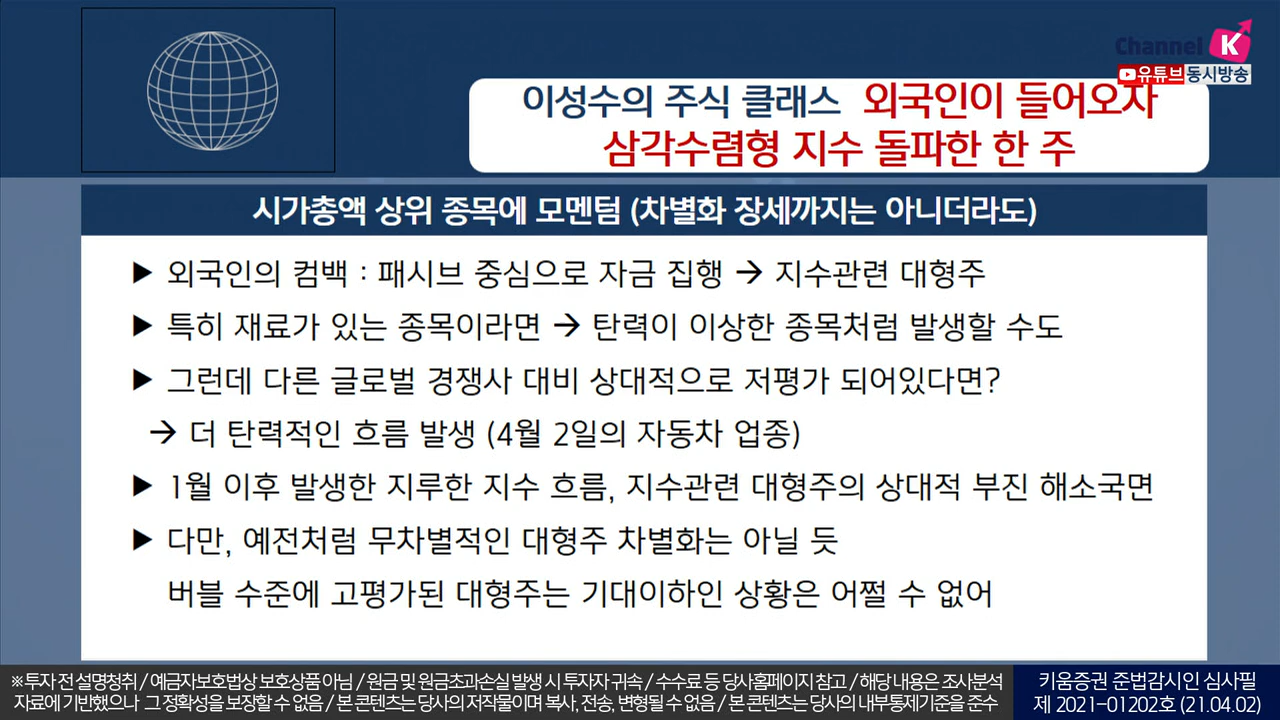 Channel K
유튜브 동시방송
이성수의 주식 클래스 외국인이 들어오자
삼각수렴형 지수 돌파한 한 주
시가총액 상위 종목에 모멘텀 (차별화 장세까지는 아니더라도)
▶ 외국인의 컴백 : 패시브 중심으로 자금 집행 → 지수관련 대형주
▶ 특히 재료가 있는 종목이라면 → 탄력이 이상한 종목처럼 발생할 수도
▶ 그런데 다른 글로벌 경쟁사 대비 상대적으로 저평가 되어있다면?
→ 더 탄력적인 흐름 발생 (4월 2일의 자동차 업종)
▶ 1월 이후 발생한 지루한 지수 흐름, 지수관련 대형주의 상대적 부진 해소국면
▶ 다만, 예전처럼 무차별적인 대형주 차별화는 아닐 듯
버블 수준에 고평가된 대형주는 기대이하인 상황은 어쩔 수 없어
※ 투자 전 설명청취 / 예금자보호법상 보호상품 아님 / 원금 및 원금초과손실 발생 시 투자자 귀속 / 수수료 등 당사홈페이지 참고 / 해당 내용은 조사분석
자료에 기반했으나 그 정확성을 보장할 수 없음 / 본 콘텐츠는 당사의 저작물이며 복사, 전송, 변형될 수 없음 / 본 콘텐츠는 당사의 내부통제기준을 준수
키움증권 준법감시인 심사필
제 2021-01202호 (21.04.02)